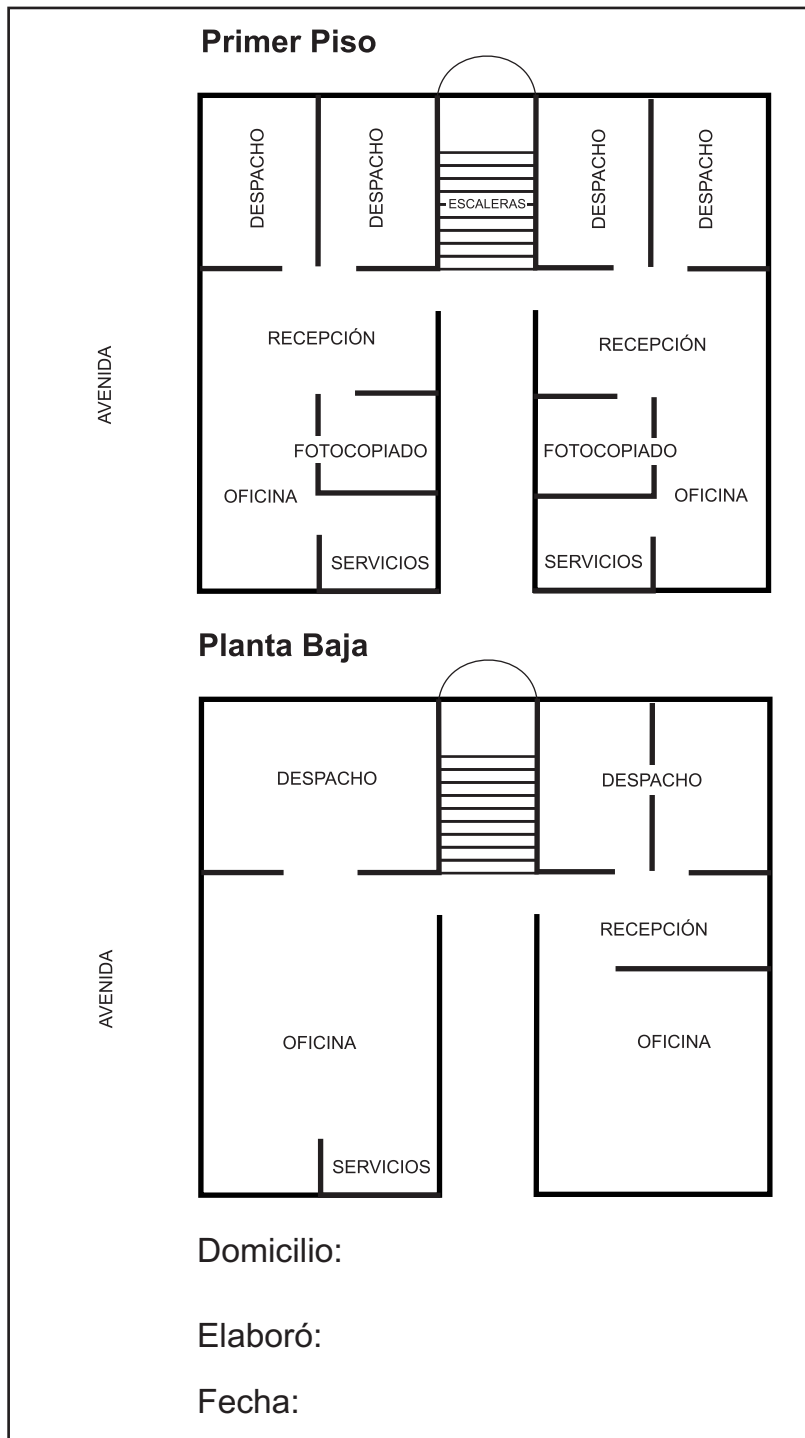 Primer Piso
DESPACHO
DESPACHO
DESPACHO
DESPACHO
ESCALERAS
RECEPCIÓN
RECEPCIÓN
AVENIDA
FOTOCOPIADO
FOTOCOPIADO
OFICINA
OFICINA
SERVICIOS
SERVICIOS
Planta Baja
DESPACHO
DESPACHO
RECEPCIÓN
AVENIDA
OFICINA
OFICINA
SERVICIOS
Domicilio:
Elaboró:
Fecha: